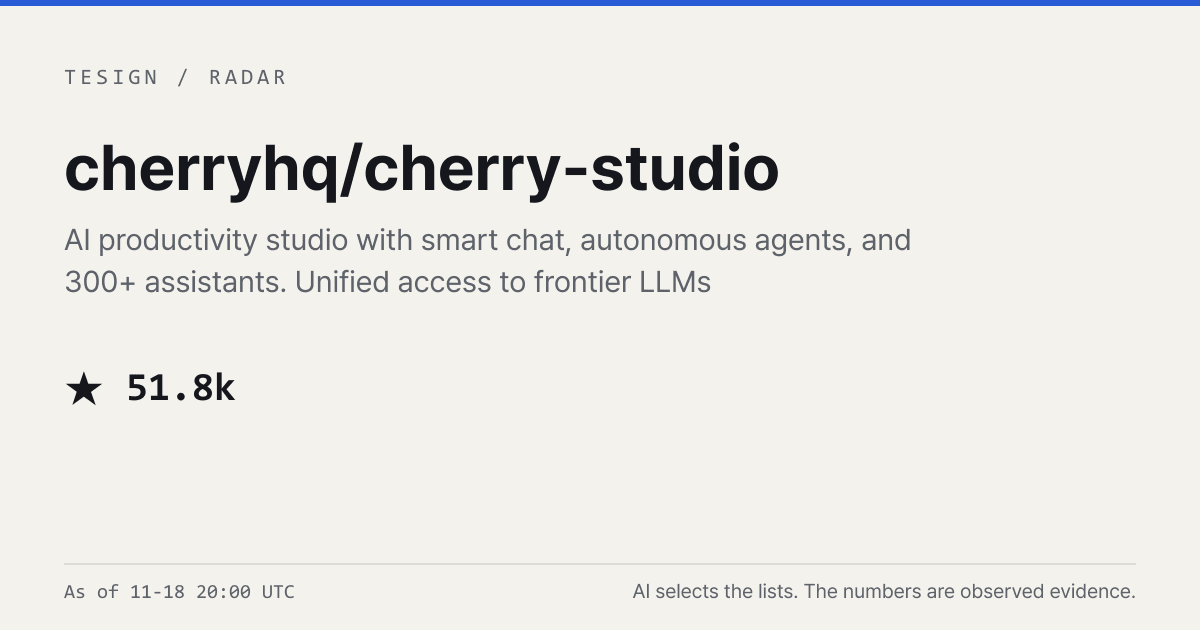 TESIGN / RADAR
cherryhq/cherry-studio
AI productivity studio with smart chat, autonomous agents, and
300+ assistants. Unified access to frontier LLMs
★ 51.8k
As of 11-18 20:00 UTC
AI selects the lists. The numbers are observed evidence.